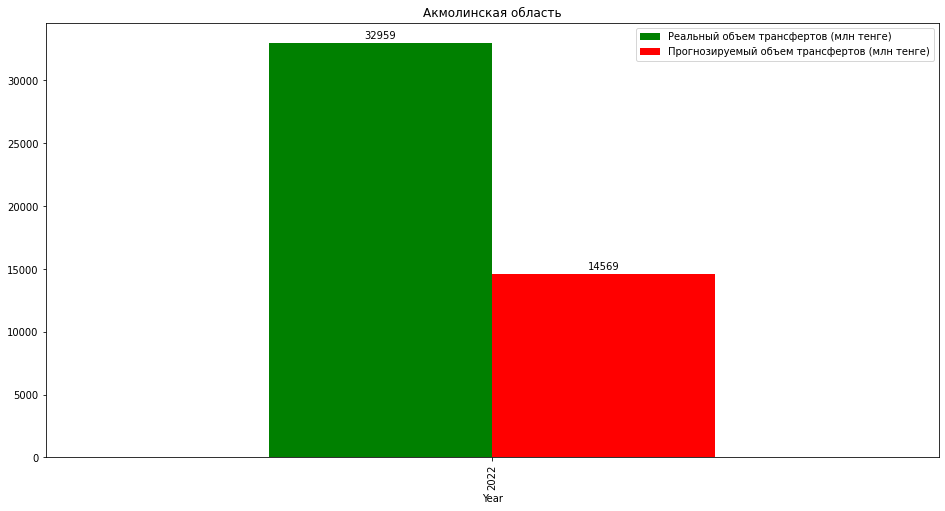 Акмолинская область
Реальный объем трансфертов (млн тенге)
Прогнозируемый объем трансфертов (млн тенге)
32959
14569
30000
25000
20000
15000
10000
5000
0
2022
Year